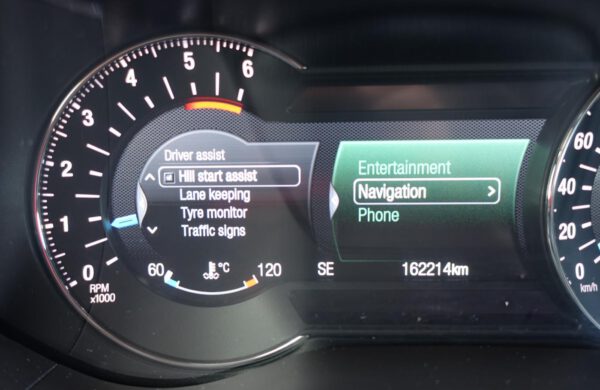 6
5
4
3
2
1
0
RPM
x1000
Driver assist
Hill start assist
Lane keeping
Tyre monitor
Traffic signs
60 °C 120
Entertainment
Navigation >
Phone
SE 162214km
60
40
20
0
km/h